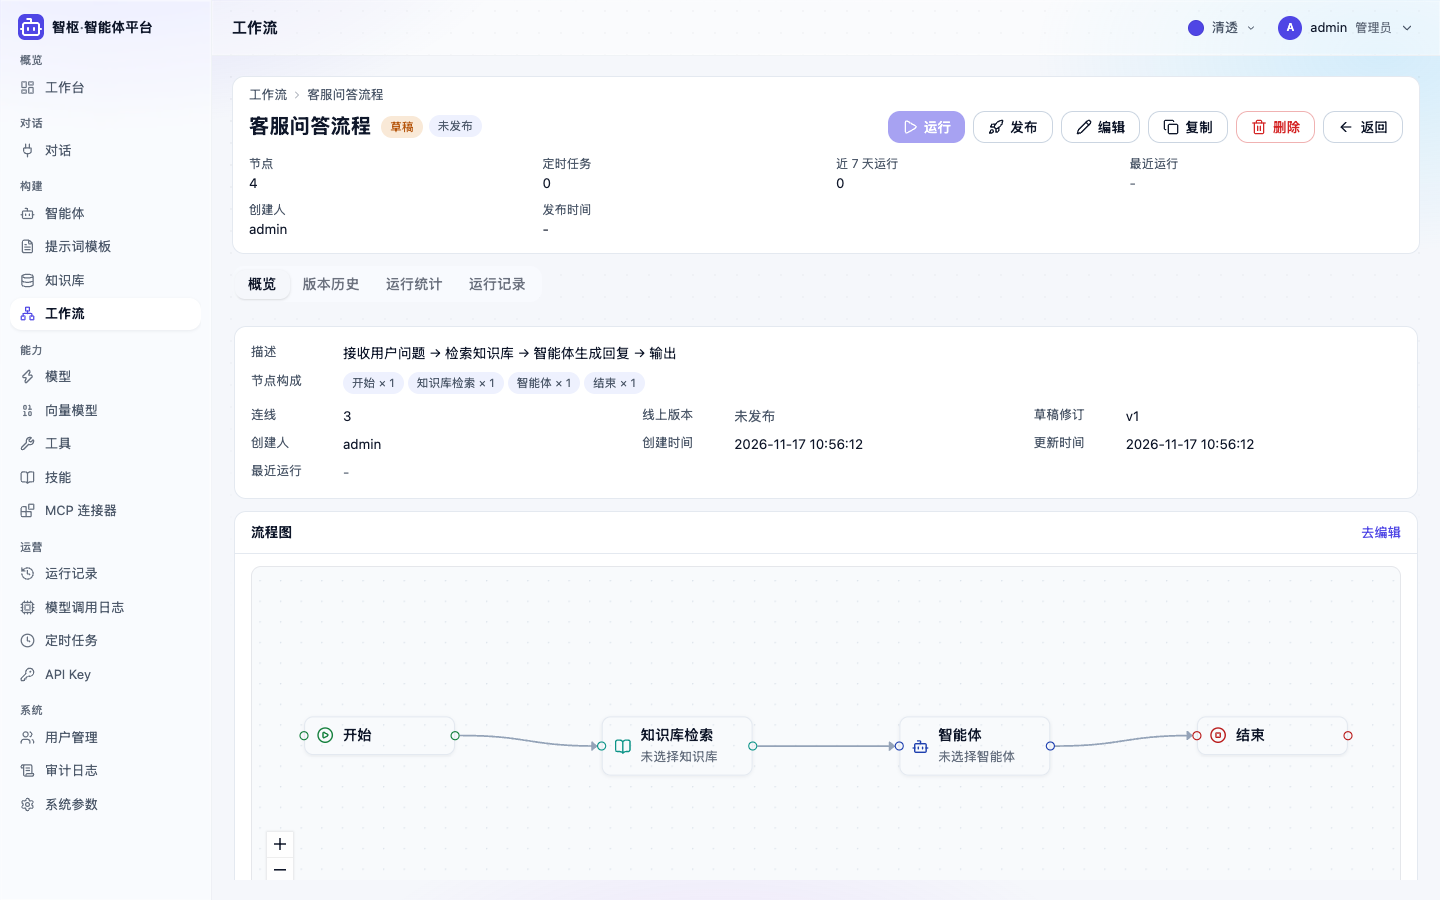 智枢·智能体平台
概览
工作台
对话
对话
构建
智能体
提示词模板
知识库
工作流
能力
模型
向量模型
工具
技能
MCP 连接器
运营
运行记录
模型调用日志
定时任务
API Key
系统
用户管理
审计日志
系统参数
工作流
清透
A admin 管理员
工作流 > 客服问答流程
客服问答流程 草稿 未发布
运行 发布 编辑 复制 删除 返回
节点 定时任务 近 7 天运行 最近运行
4 0 0 -
创建人 发布时间
admin -
概览 版本历史 运行统计 运行记录
描述 接收用户问题 → 检索知识库 → 智能体生成回复 → 输出
节点构成 开始 × 1 知识库检索 × 1 智能体 × 1 结束 × 1
连线 3 线上版本 未发布 草稿修订 v1
创建人 admin 创建时间 2026-11-17 10:56:12 更新时间 2026-11-17 10:56:12
最近运行 -
流程图 去编辑
开始
知识库检索
未选择知识库
智能体
未选择智能体
结束